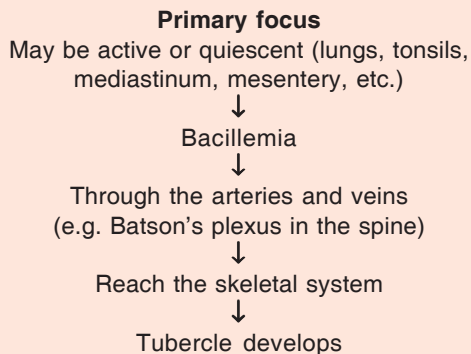 Primary focus
May be active or quiescent (lungs, tonsils,
mediastinum, mesentery, etc.)
↓
Bacillemia
↓
Through the arteries and veins
(e.g. Batson's plexus in the spine)
↓
Reach the skeletal system
↓
Tubercle develops